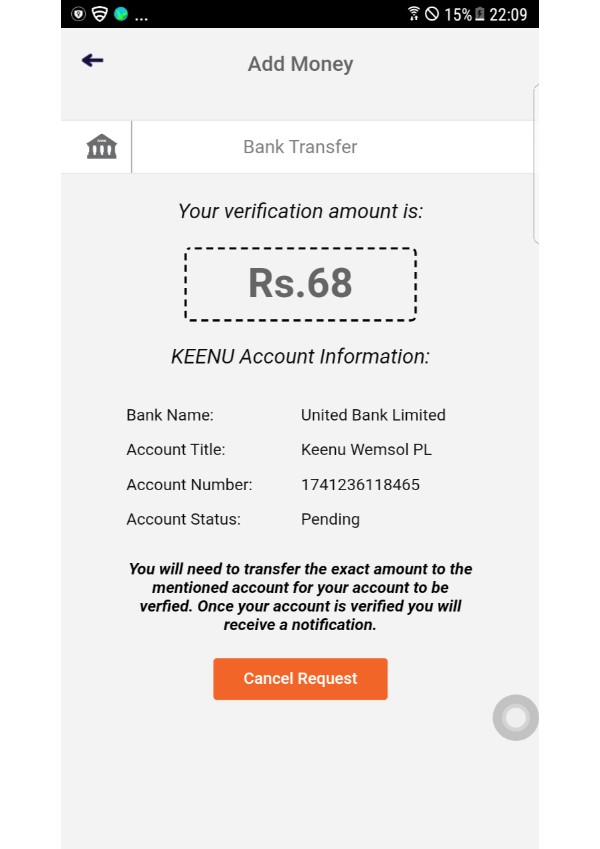 ... 15% 22:09
Add Money
Bank Transfer
Your verification amount is:
Rs.68
KEENU Account Information:
Bank Name: United Bank Limited
Account Title: Keenu Wemsol PL
Account Number: 1741236118465
Account Status: Pending
You will need to transfer the exact amount to the
mentioned account for your account to be
verfied. Once your account is verified you will
receive a notification.
Cancel Request